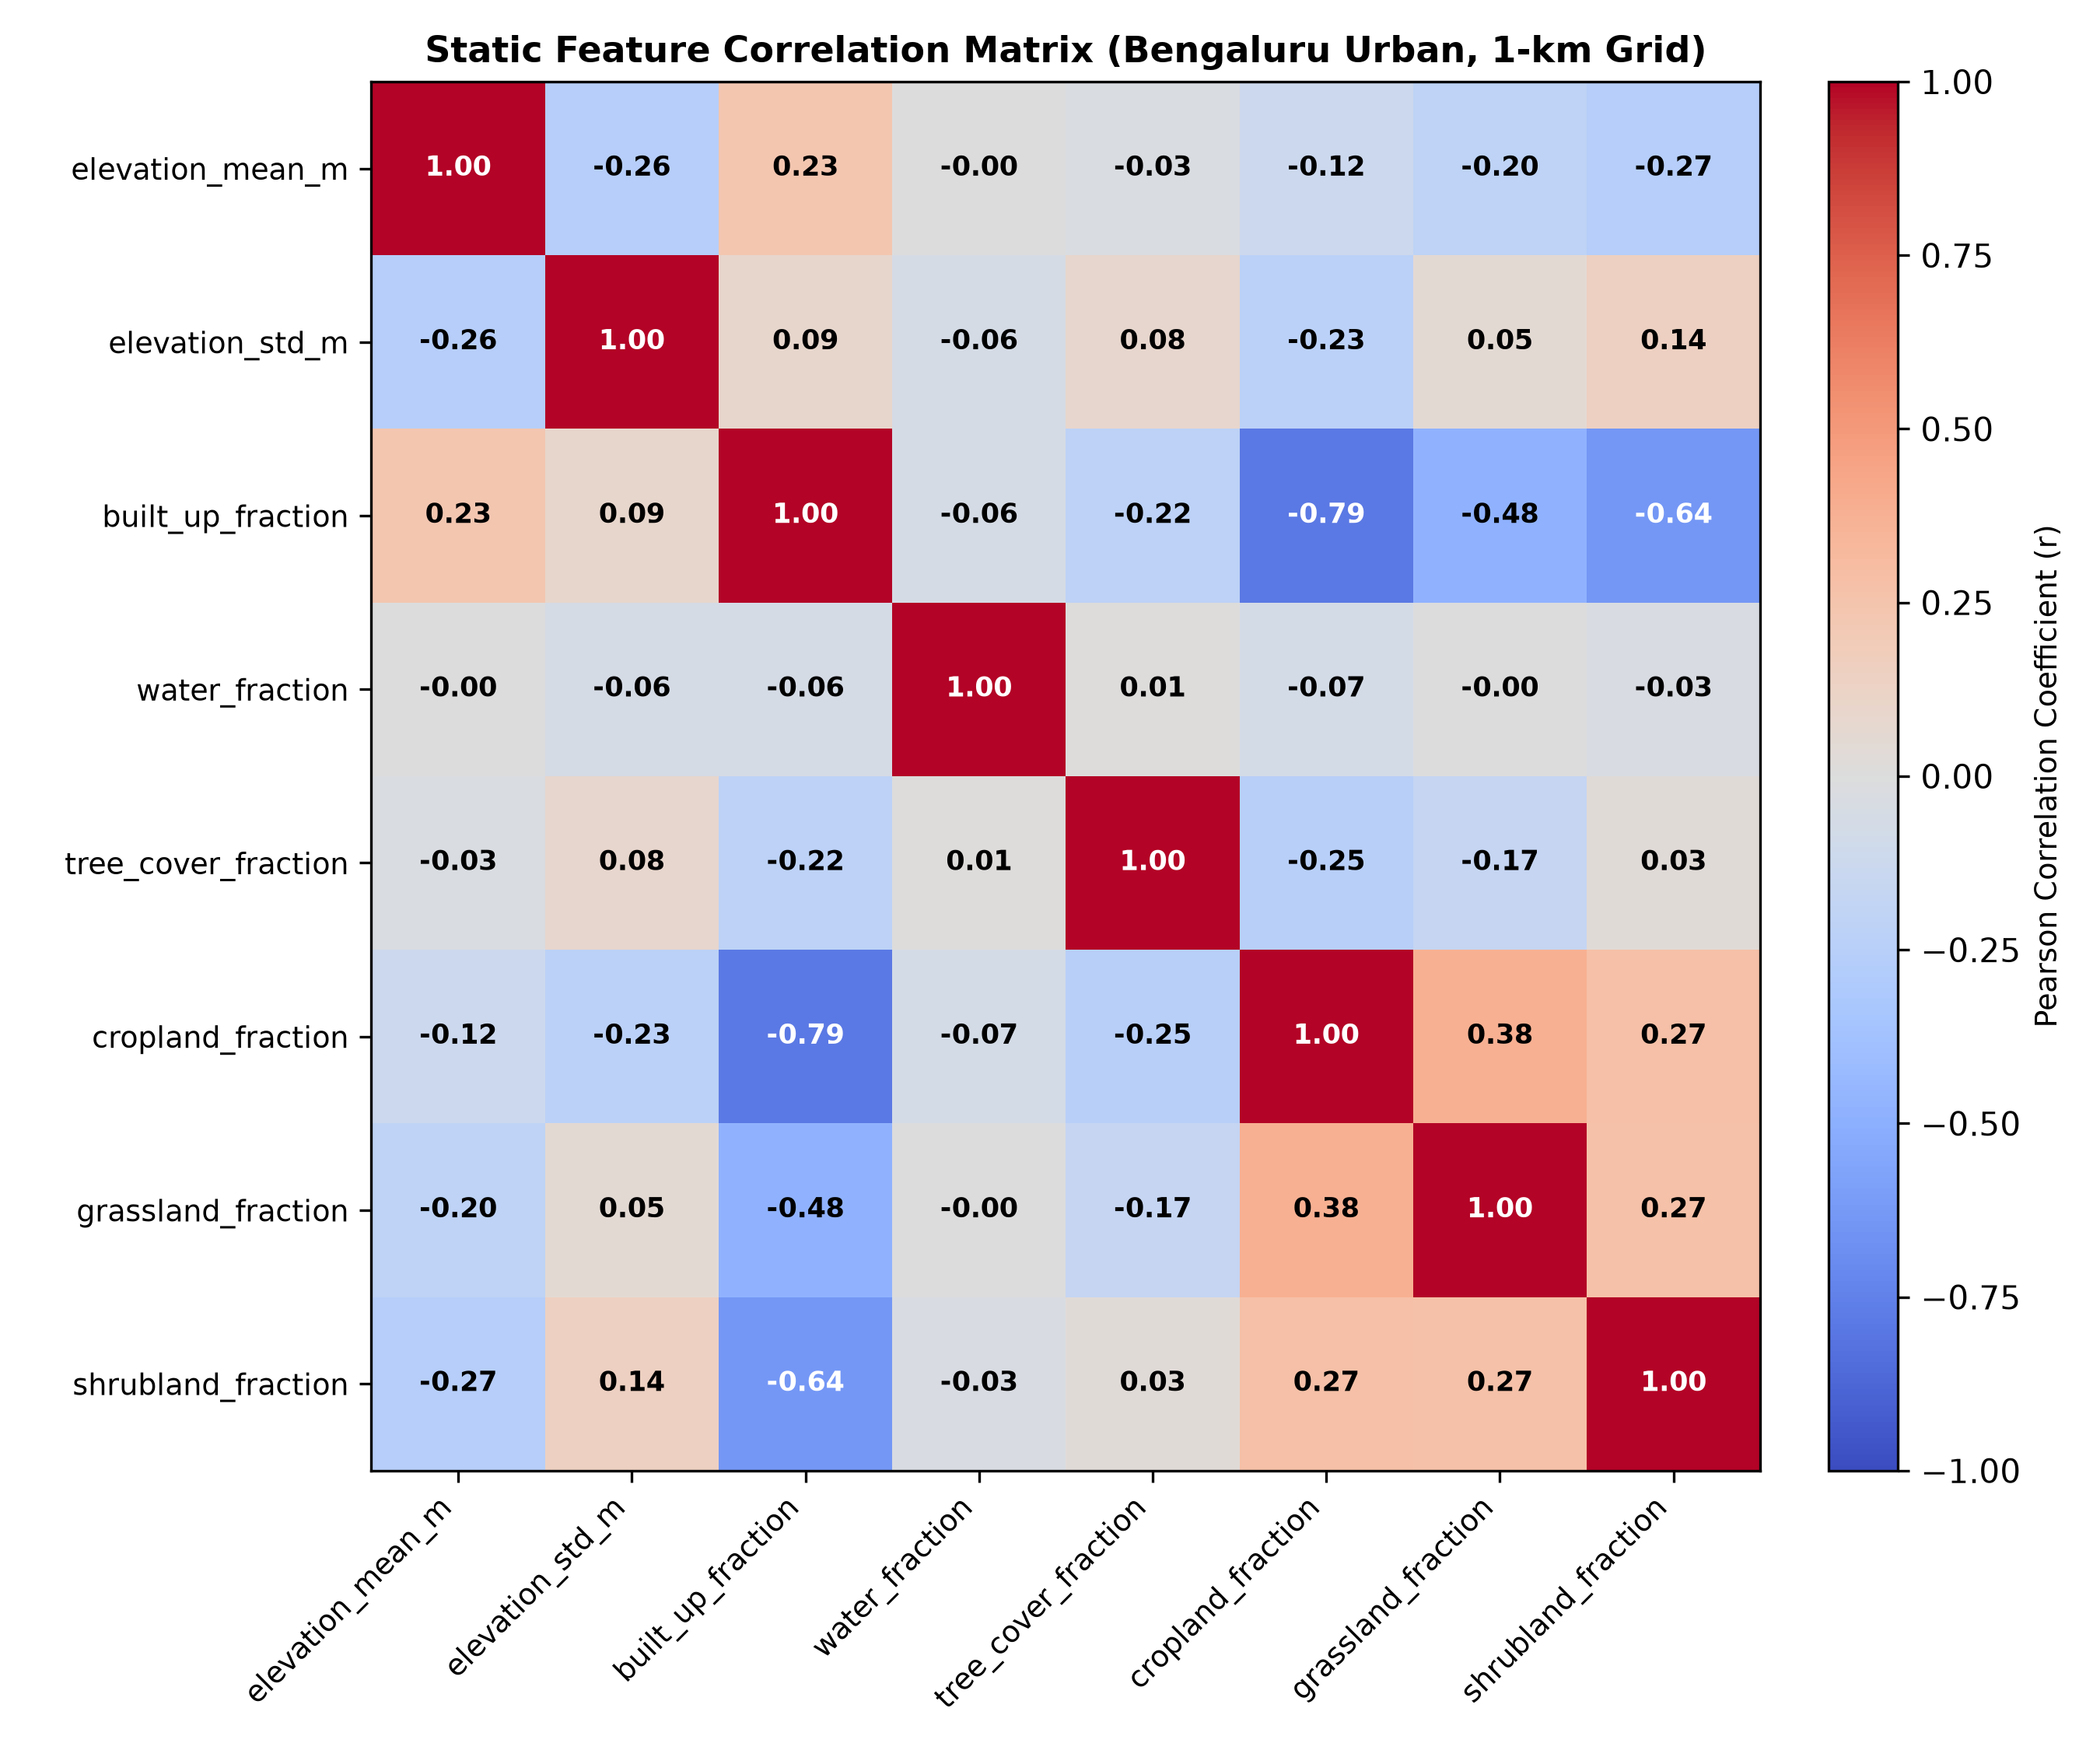 Static Feature Correlation Matrix (Bengaluru Urban, 1-km Grid)
elevation_mean_m 1.00 -0.26 0.23 -0.00 -0.03 -0.12 -0.20 -0.27
elevation_std_m -0.26 1.00 0.09 -0.06 0.08 -0.23 0.05 0.14
built_up_fraction 0.23 0.09 1.00 -0.06 -0.22 -0.79 -0.48 -0.64
water_fraction -0.00 -0.06 -0.06 1.00 0.01 -0.07 -0.00 -0.03
tree_cover_fraction -0.03 0.08 -0.22 0.01 1.00 -0.25 -0.17 0.03
cropland_fraction -0.12 -0.23 -0.79 -0.07 -0.25 1.00 0.38 0.27
grassland_fraction -0.20 0.05 -0.48 -0.00 -0.17 0.38 1.00 0.27
shrubland_fraction -0.27 0.14 -0.64 -0.03 0.03 0.27 0.27 1.00
elevation_mean_m
elevation_std_m
built_up_fraction
water_fraction
tree_cover_fraction
cropland_fraction
grassland_fraction
shrubland_fraction
1.00
0.75
0.50
0.25
0.00
−0.25
−0.50
−0.75
−1.00
Pearson Correlation Coefficient (r)